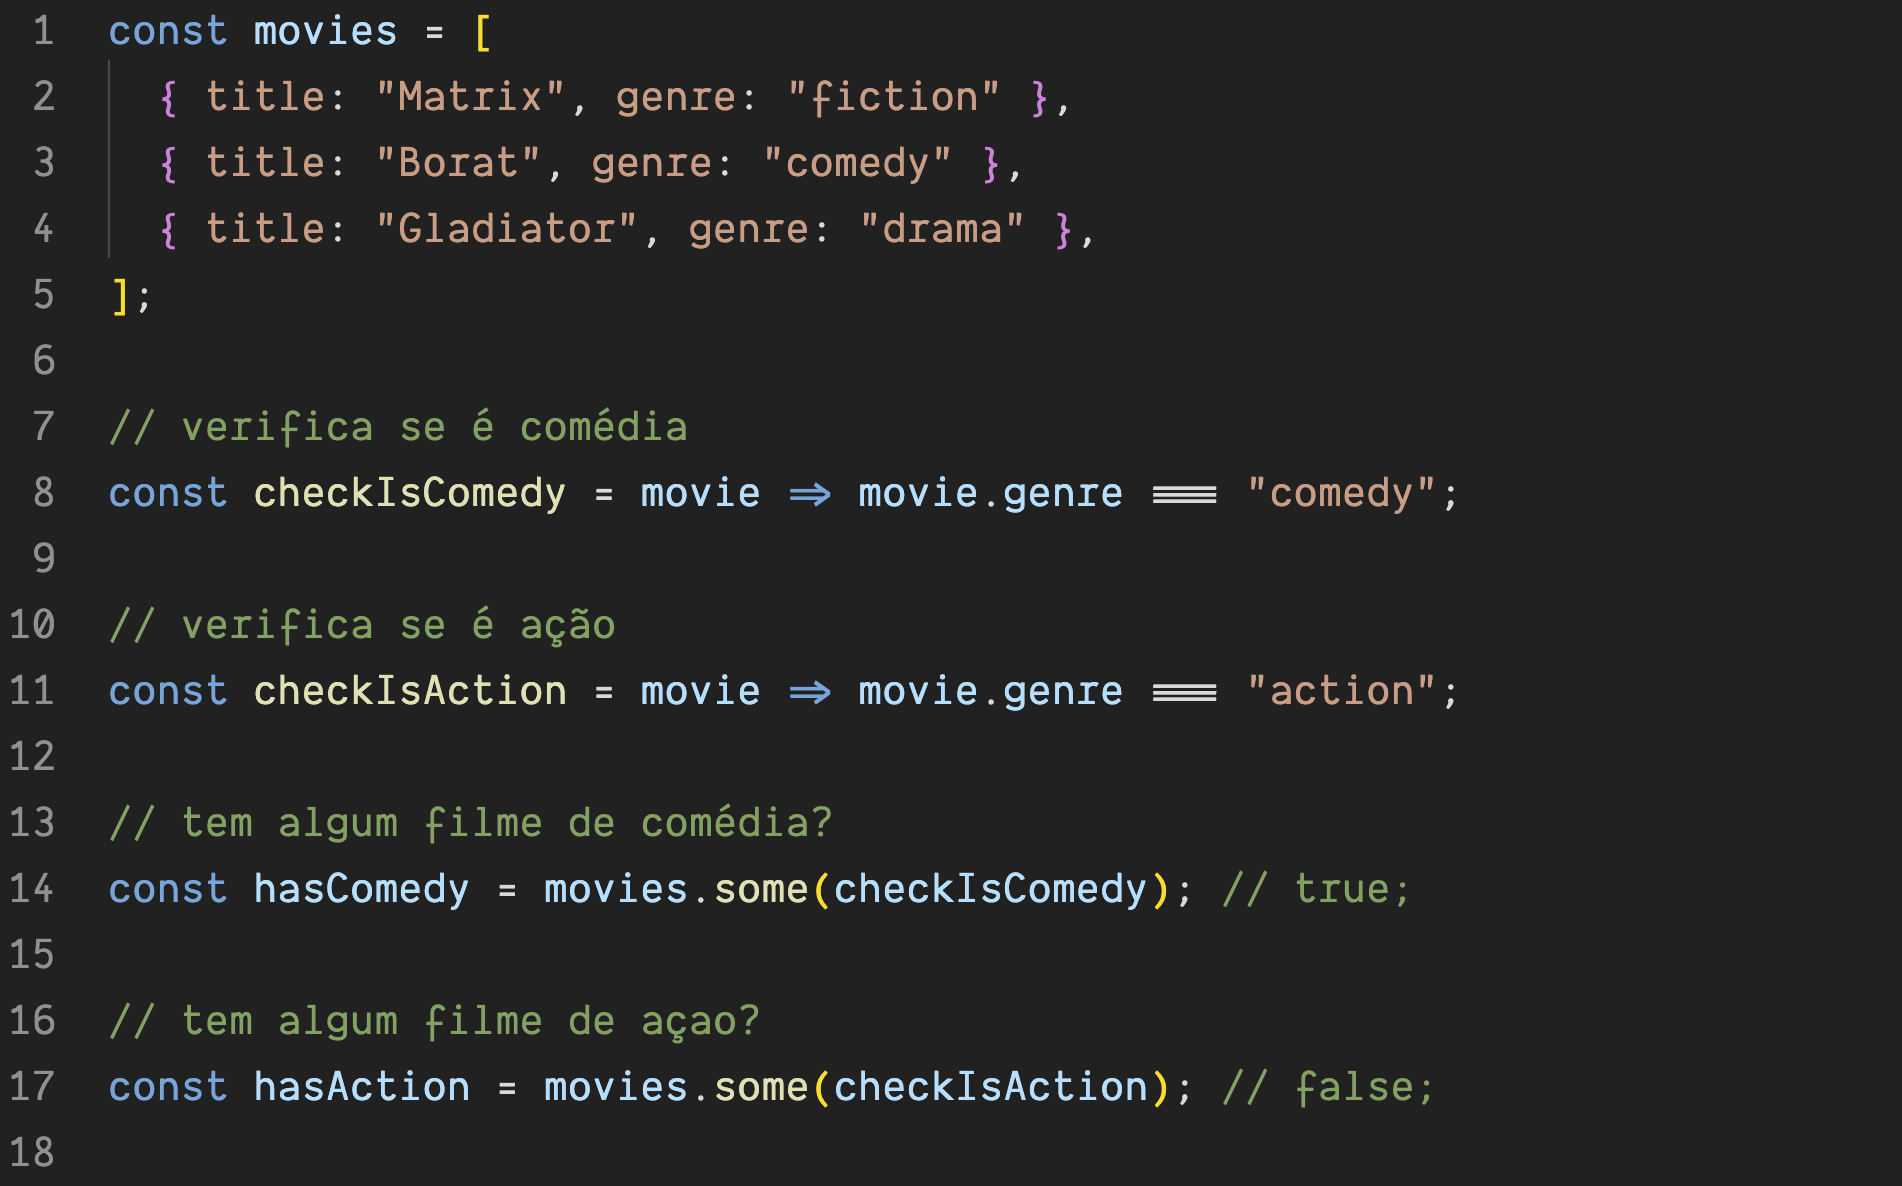 1 const movies = [
2 { title: "Matrix", genre: "fiction" },
3 { title: "Borat", genre: "comedy" },
4 { title: "Gladiator", genre: "drama" },
5 ];
6
7 // verifica se é comédia
8 const checkIsComedy = movie => movie.genre === "comedy";
9
10 // verifica se é ação
11 const checkIsAction = movie => movie.genre === "action";
12
13 // tem algum filme de comédia?
14 const hasComedy = movies.some(checkIsComedy); // true;
15
16 // tem algum filme de açao?
17 const hasAction = movies.some(checkIsAction); // false;
18